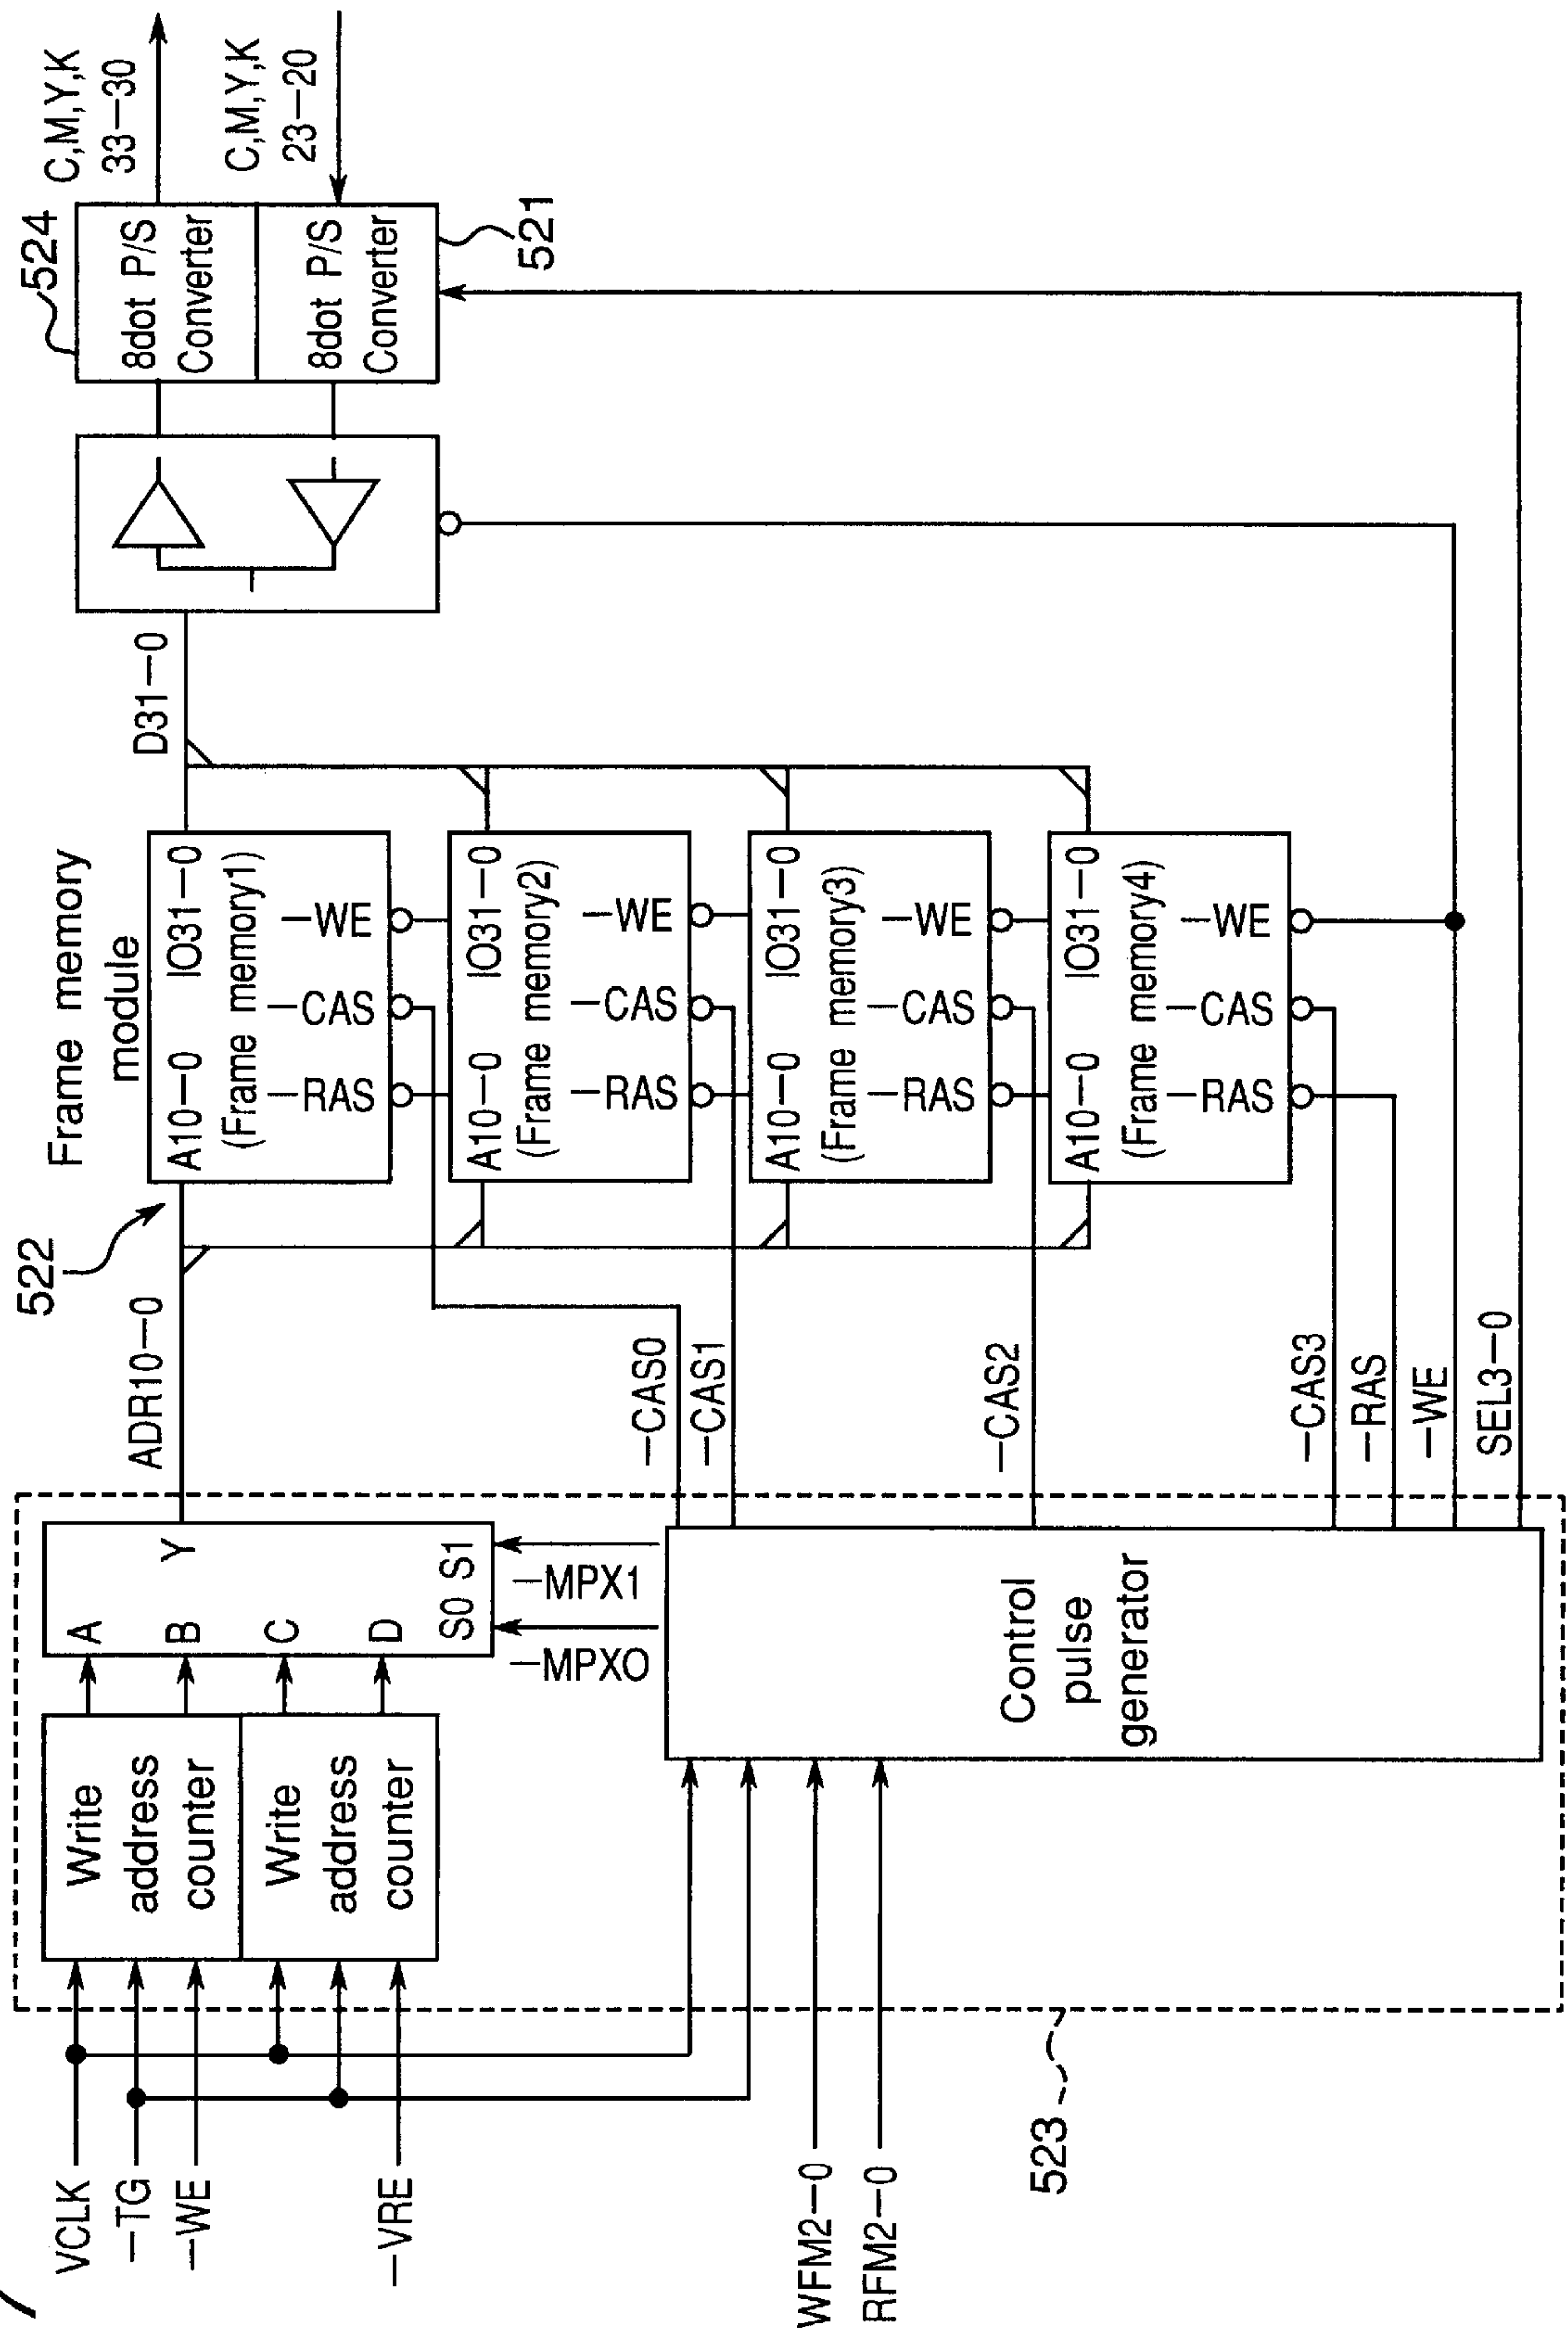 VCLK
—TG
—WE
—VRE
WFM2—0
RFM2—0
523
Write
address
counter
Write
address
counter
A
B
C
D
Y
S0 S1
—MPX0
—MPX1
Control
pulse
generator
ADR10—0
—CAS0
—CAS1
—CAS2
—CAS3
—RAS
—WE
SEL3—0
522
Frame memory
module
A10—0 IO31—0
(Frame memory1)
—RAS —CAS —WE
A10—0 IO31—0
(Frame memory2)
—RAS —CAS —WE
A10—0 IO31—0
(Frame memory3)
—RAS —CAS —WE
A10—0 IO31—0
(Frame memory4)
—RAS —CAS —WE
D31—0
524
8dot P/S
Converter
8dot P/S
Converter
521
C,M,Y,K
33—30
C,M,Y,K
23—20